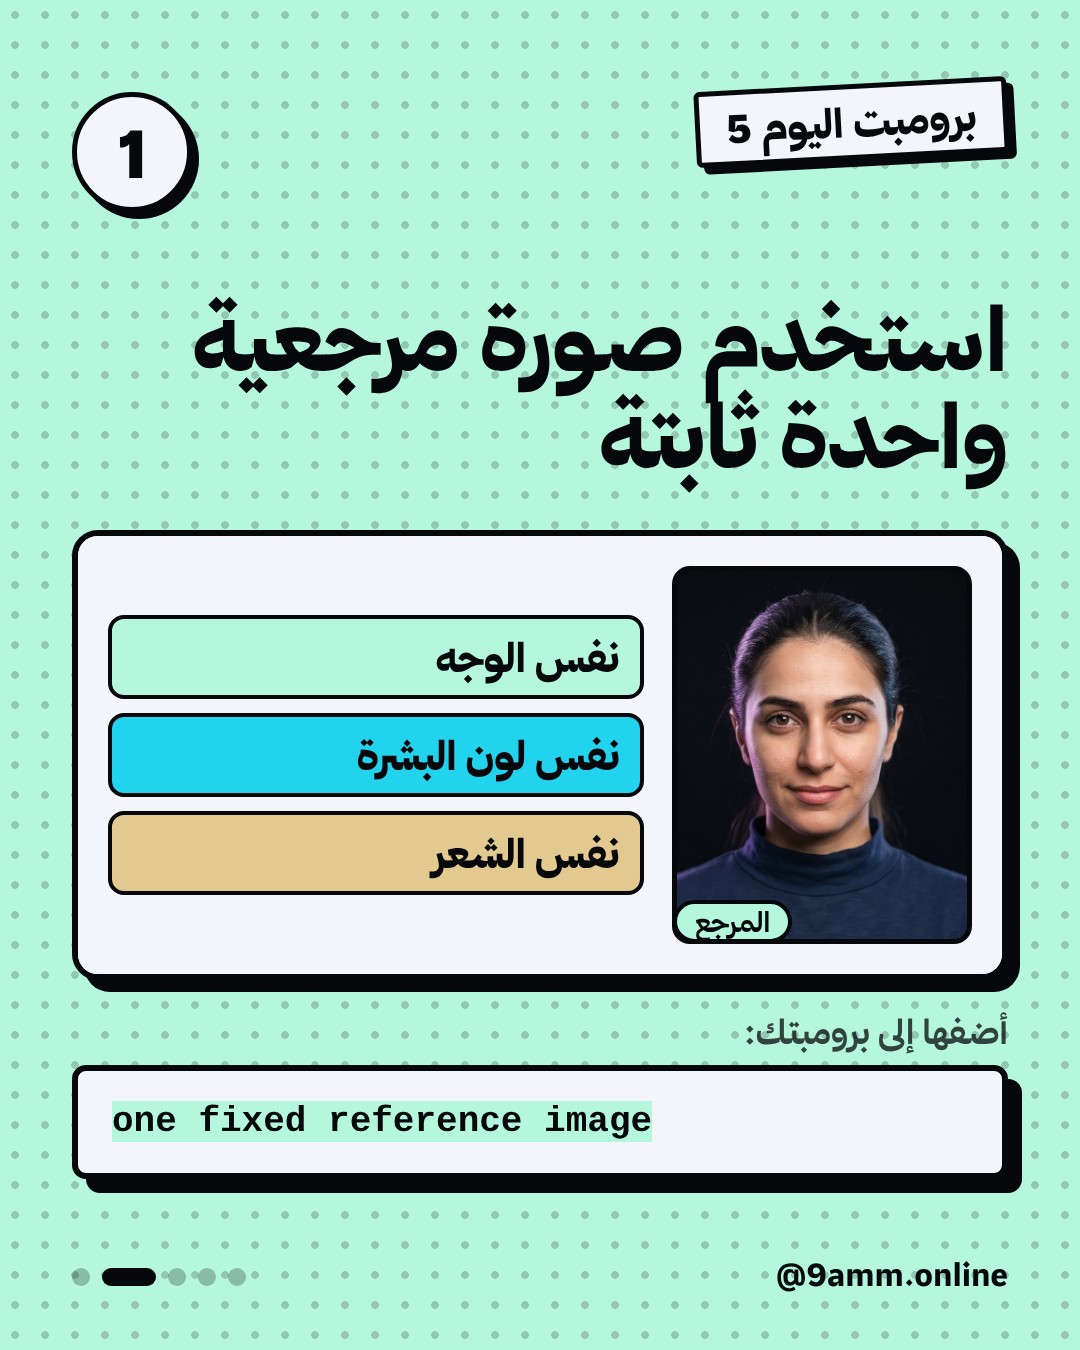 برومبت اليوم 5
1
استخدم صورة مرجعية
واحدة ثابتة
نفس الوجه
نفس لون البشرة
نفس الشعر
المرجع
أضفها إلى برومبتك:
one fixed reference image
@9amm.online